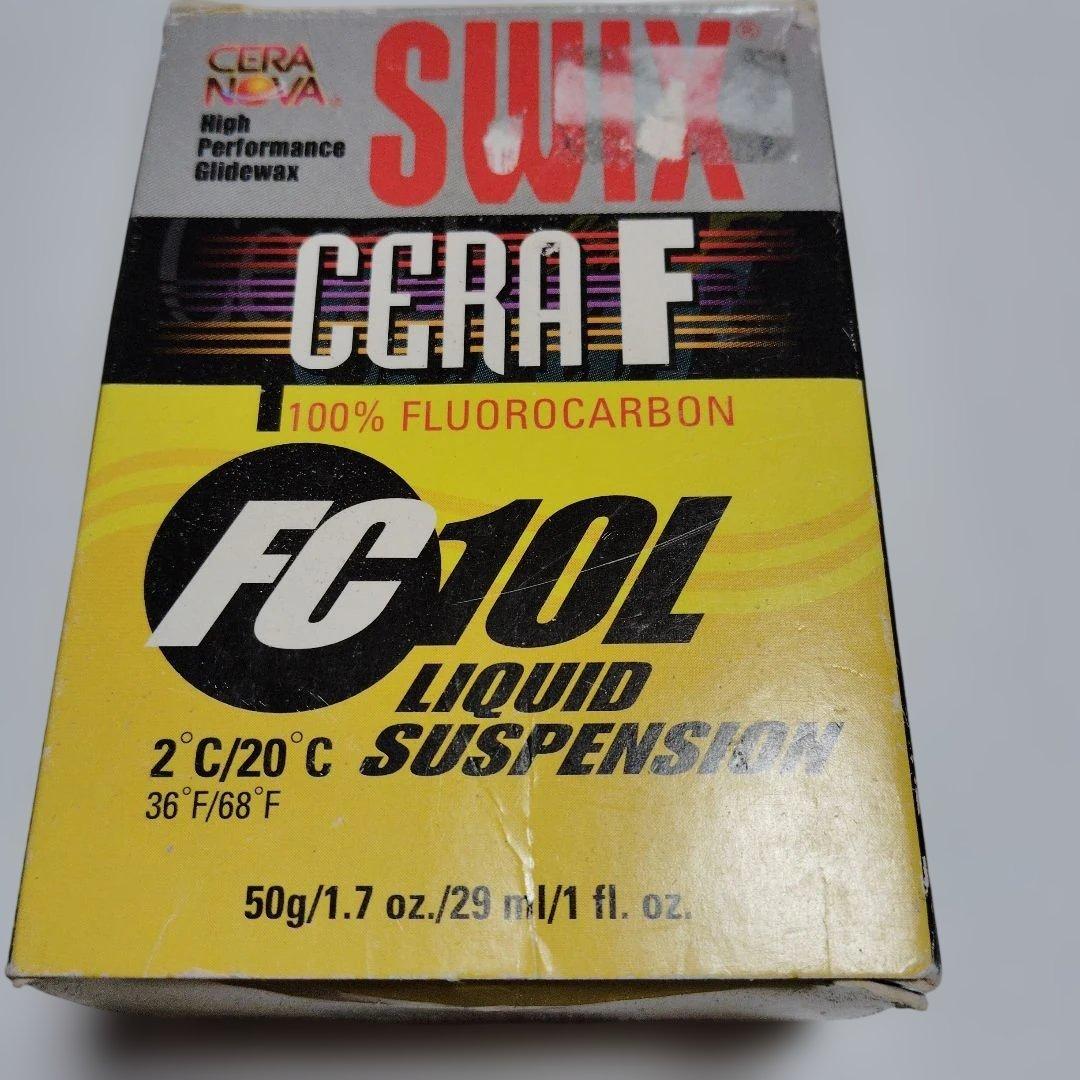 CERA
NOVA
High
Performance
Glidewax
SWIX®
CERA F
100% FLUOROCARBON
FC10L
LIQUID
SUSPENSION
2°C/20°C
36°F/68°F
50g/1.7 oz./29 ml/1 fl. oz.